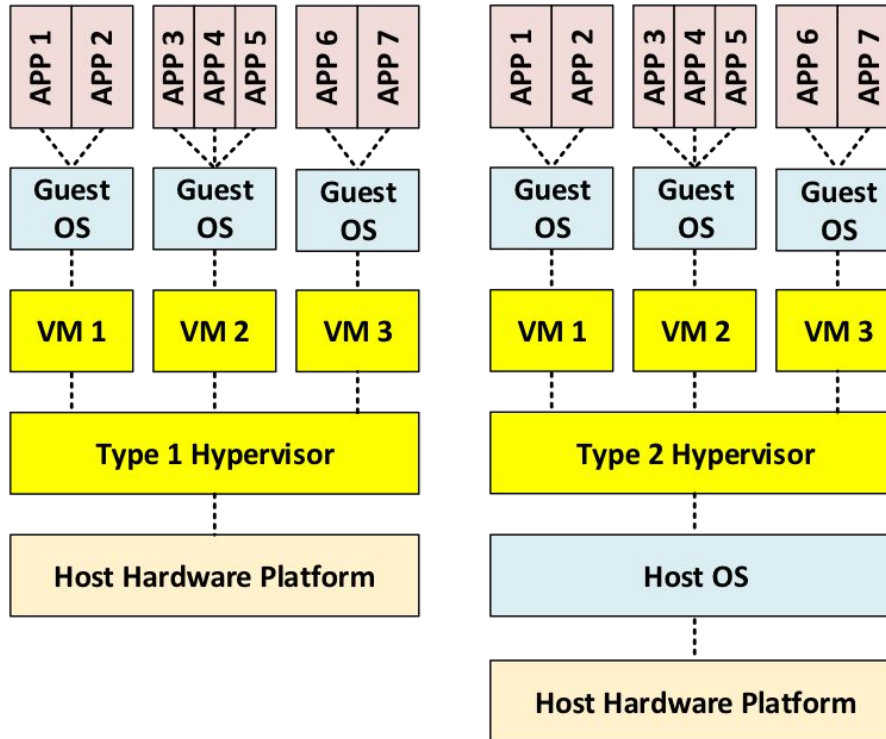 APP 1
APP 2
APP 3
APP 4
APP 5
APP 6
APP 7
Guest
OS
Guest
OS
Guest
OS
VM 1
VM 2
VM 3
Type 1 Hypervisor
Host Hardware Platform
APP 1
APP 2
APP 3
APP 4
APP 5
APP 6
APP 7
Guest
OS
Guest
OS
Guest
OS
VM 1
VM 2
VM 3
Type 2 Hypervisor
Host OS
Host Hardware Platform